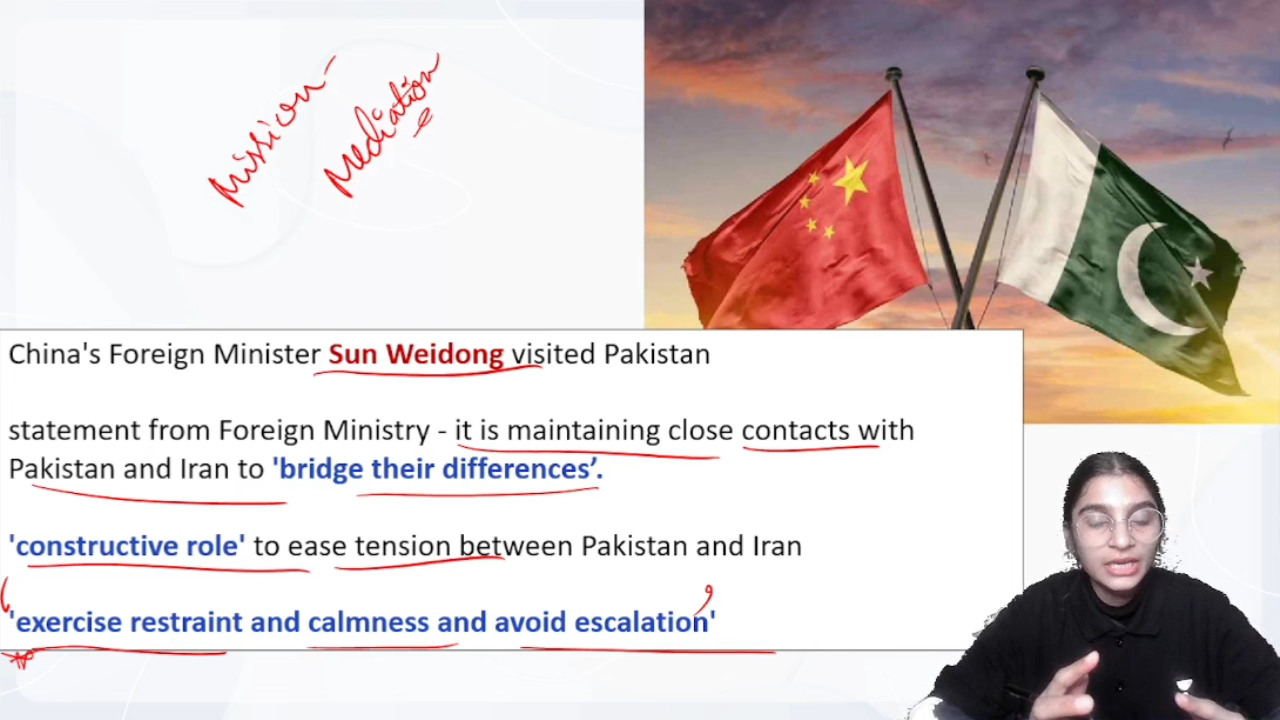 Mission -
Mediation
China's Foreign Minister Sun Weidong visited Pakistan
statement from Foreign Ministry - it is maintaining close contacts with
Pakistan and Iran to 'bridge their differences’.
'constructive role' to ease tension between Pakistan and Iran
'exercise restraint and calmness and avoid escalation'